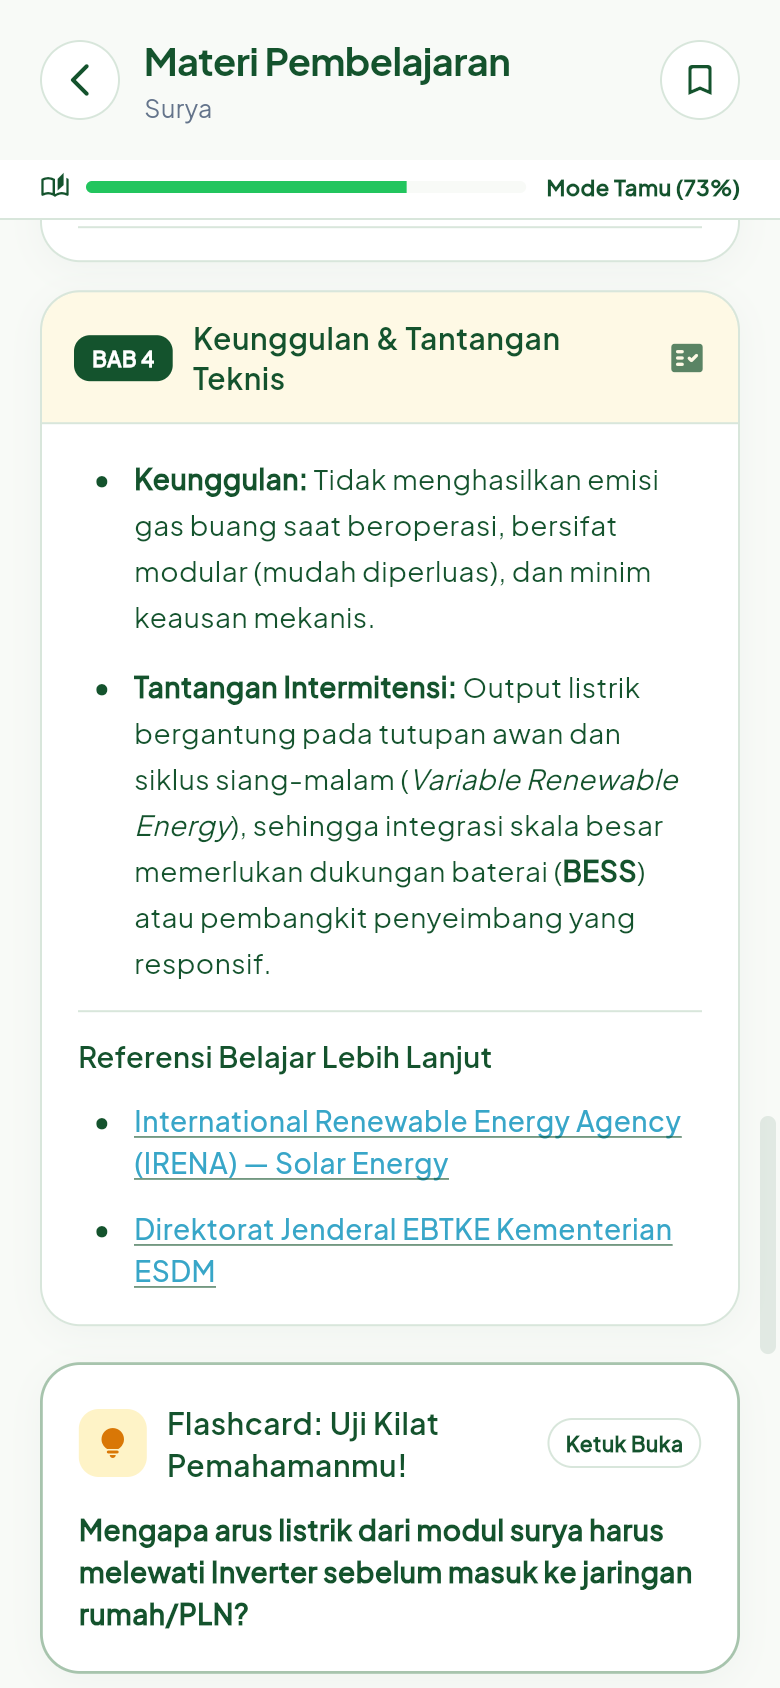 Materi Pembelajaran
Surya
Mode Tamu (73%)
BAB 4
Keunggulan & Tantangan
Teknis
Keunggulan: Tidak menghasilkan emisi
gas buang saat beroperasi, bersifat
modular (mudah diperluas), dan minim
keausan mekanis.
Tantangan Intermitensi: Output listrik
bergantung pada tutupan awan dan
siklus siang-malam (Variable Renewable
Energy), sehingga integrasi skala besar
memerlukan dukungan baterai (BESS)
atau pembangkit penyeimbang yang
responsif.
Referensi Belajar Lebih Lanjut
International Renewable Energy Agency
(IRENA) — Solar Energy
Direktorat Jenderal EBTKE Kementerian
ESDM
Flashcard: Uji Kilat
Pemahamanmu!
Ketuk Buka
Mengapa arus listrik dari modul surya harus
melewati Inverter sebelum masuk ke jaringan
rumah/PLN?